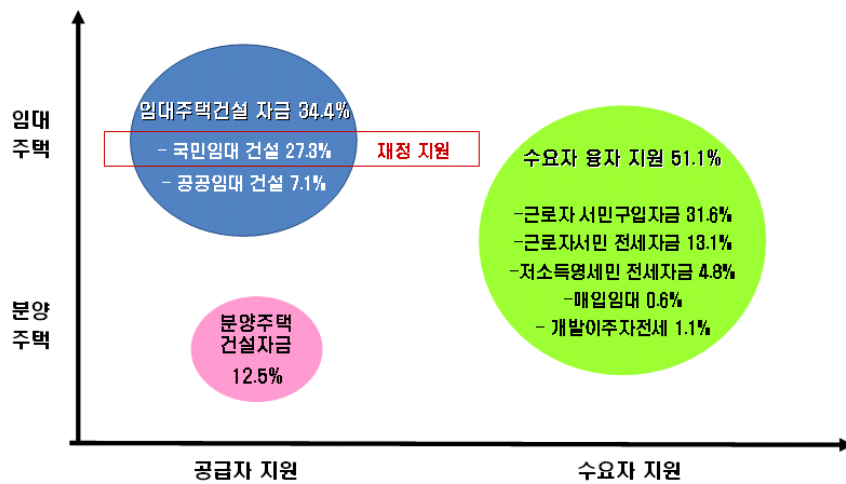 임대
주택
임대주택건설 자금 34.4%
- 국민임대 건설 27.3%
재정 지원
- 공공임대 건설 7.1%
수요자 융자 지원 51.1%
-근로자 서민구입자금 31.6%
-근로자서민 전세자금 13.1%
-저소득영세민 전세자금 4.8%
-매입임대 0.6%
- 개발이주자전세 1.1%
분양
주택
분양주택
건설자금
12.5%
공급자 지원
수요자 지원